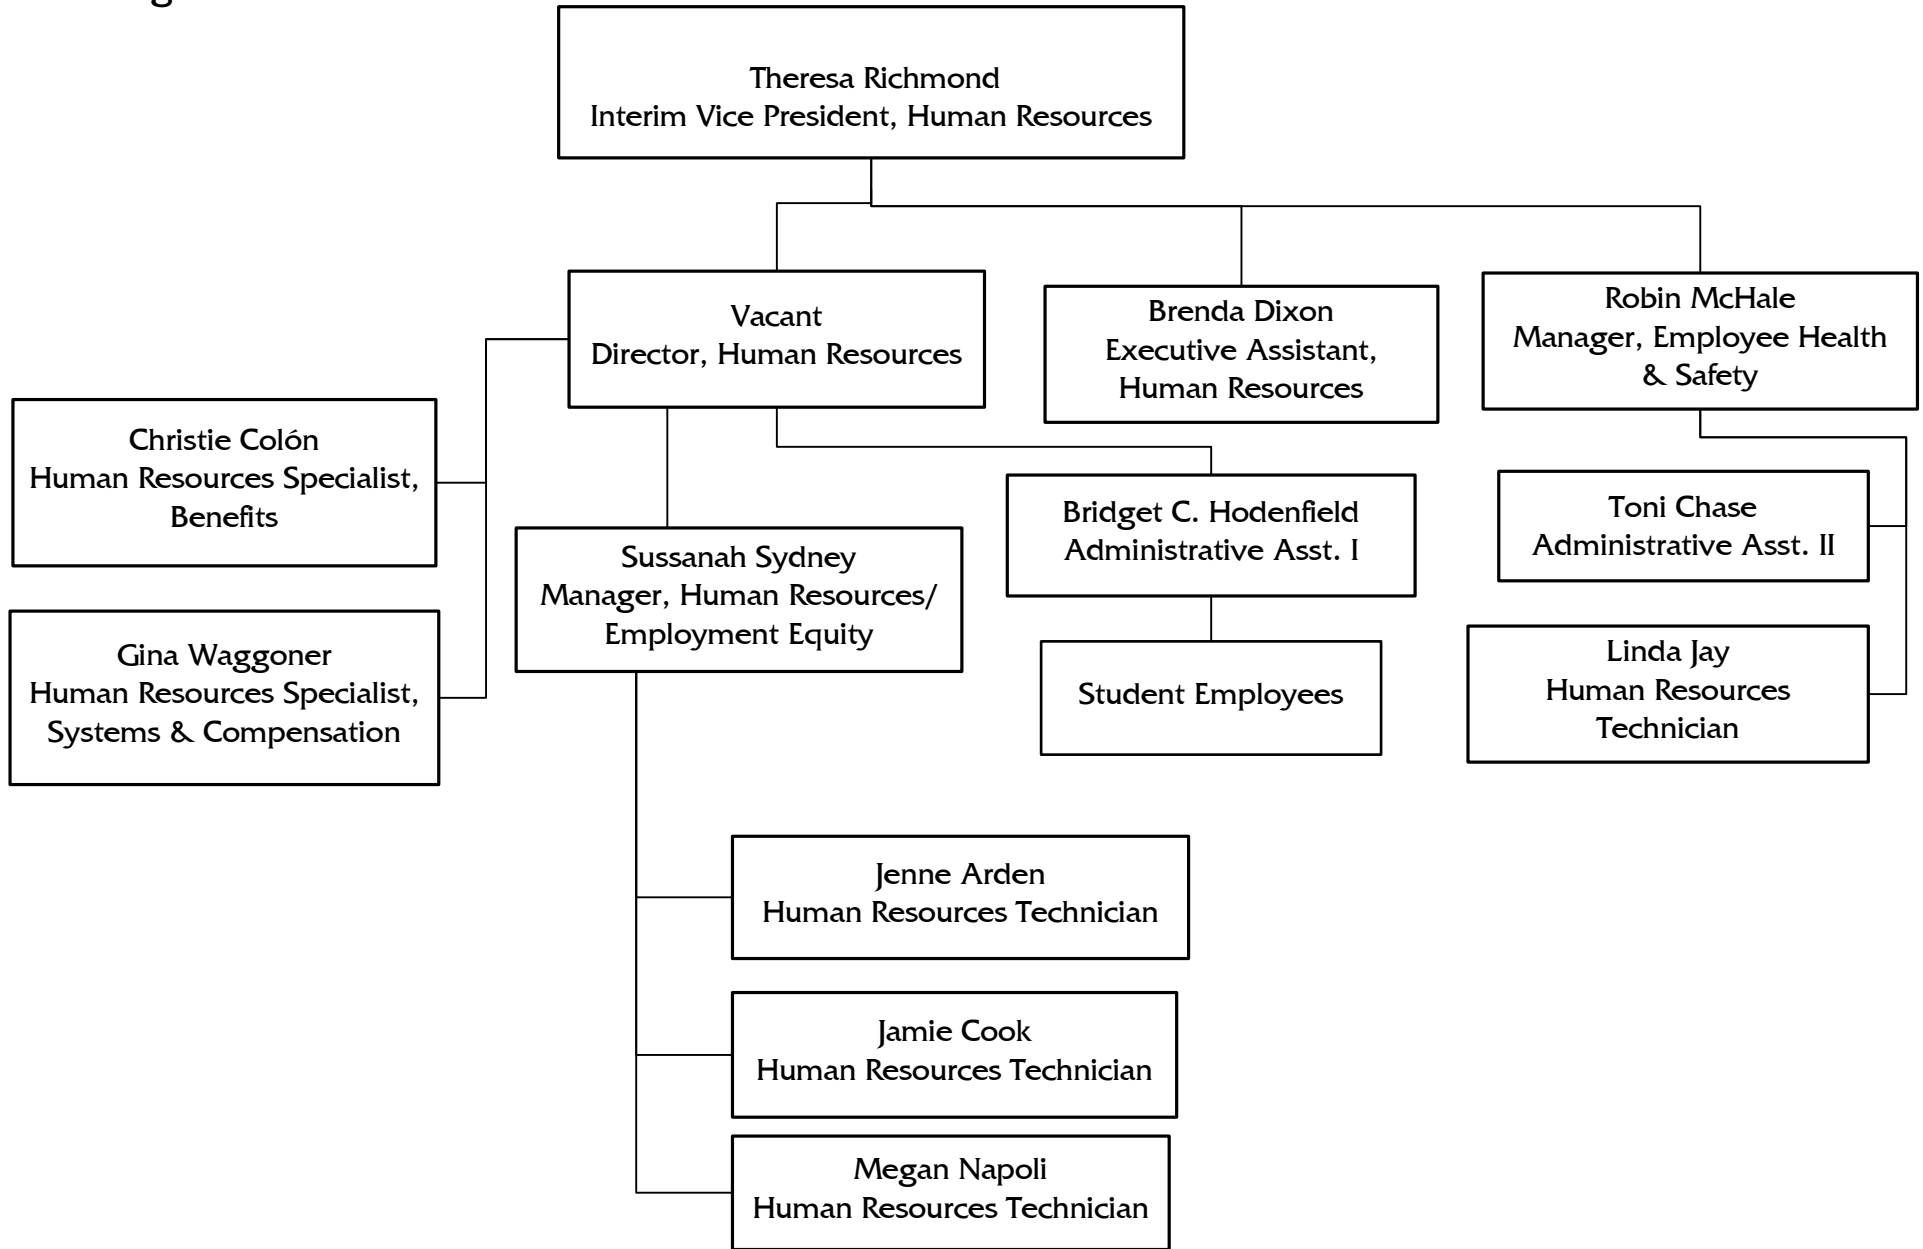 Theresa Richmond
Interim Vice President, Human Resources
Vacant
Director, Human Resources
Brenda Dixon
Executive Assistant,
Human Resources
Robin McHale
Manager, Employee Health
& Safety
Christie Colón
Human Resources Specialist,
Benefits
Gina Waggoner
Human Resources Specialist,
Systems & Compensation
Sussanah Sydney
Manager, Human Resources/
Employment Equity
Bridget C. Hodenfield
Administrative Asst. I
Student Employees
Toni Chase
Administrative Asst. II
Linda Jay
Human Resources
Technician
Jenne Arden
Human Resources Technician
Jamie Cook
Human Resources Technician
Megan Napoli
Human Resources Technician